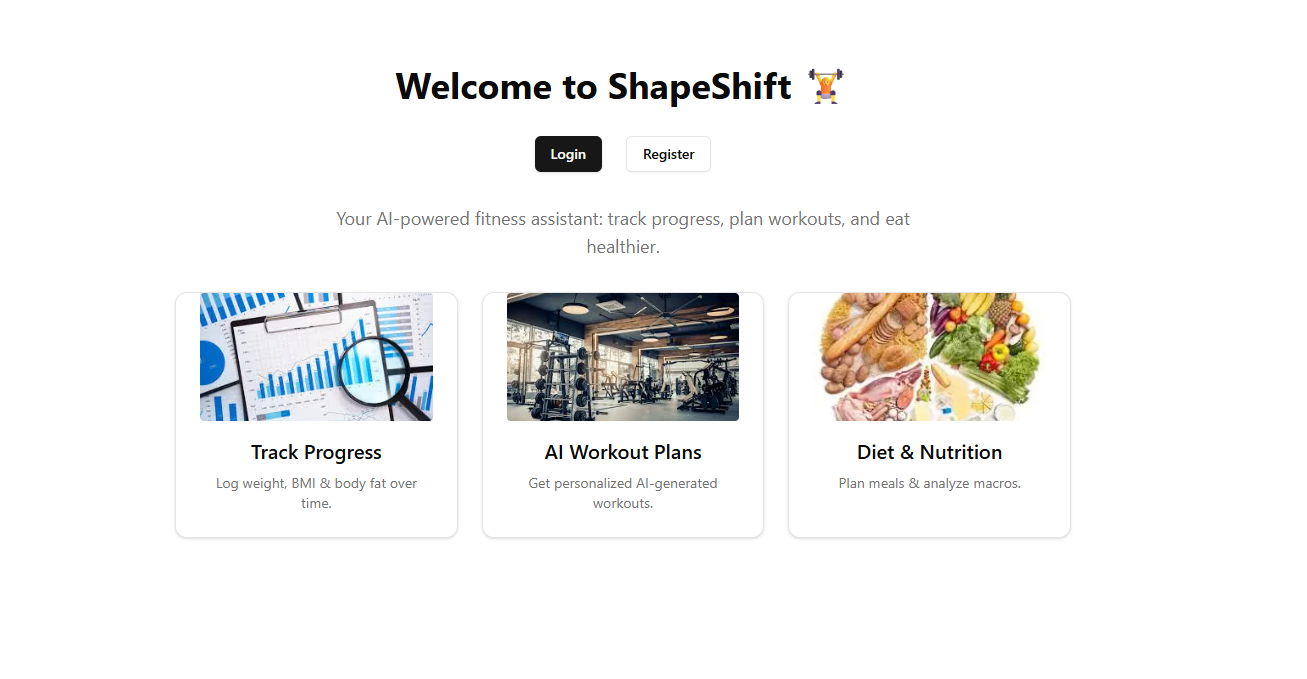 Welcome to ShapeShift 🏋️
Login
Register
Your AI-powered fitness assistant: track progress, plan workouts, and eat
healthier.
Track Progress
Log weight, BMI & body fat over
time.
AI Workout Plans
Get personalized AI-generated
workouts.
Diet & Nutrition
Plan meals & analyze macros.